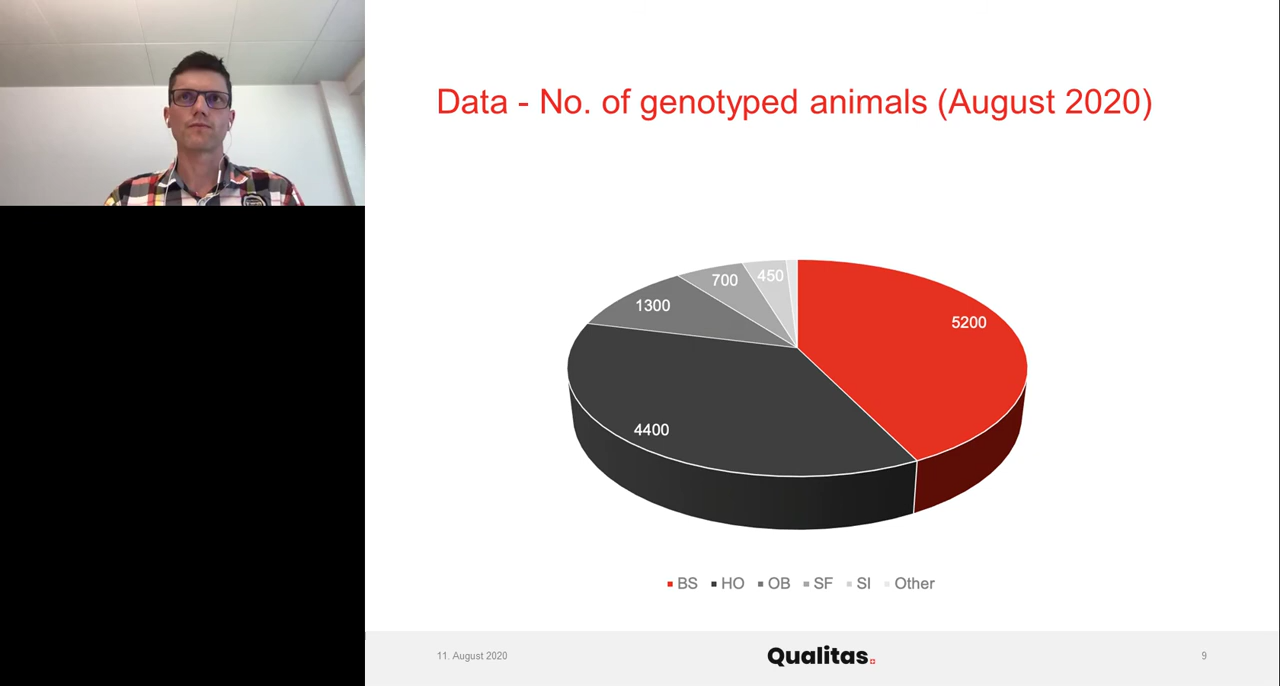 Data - No. of genotyped animals (August 2020)
450
700
1300
5200
4400
BS HO OB SF SI Other
11. August 2020 Qualitas. 9